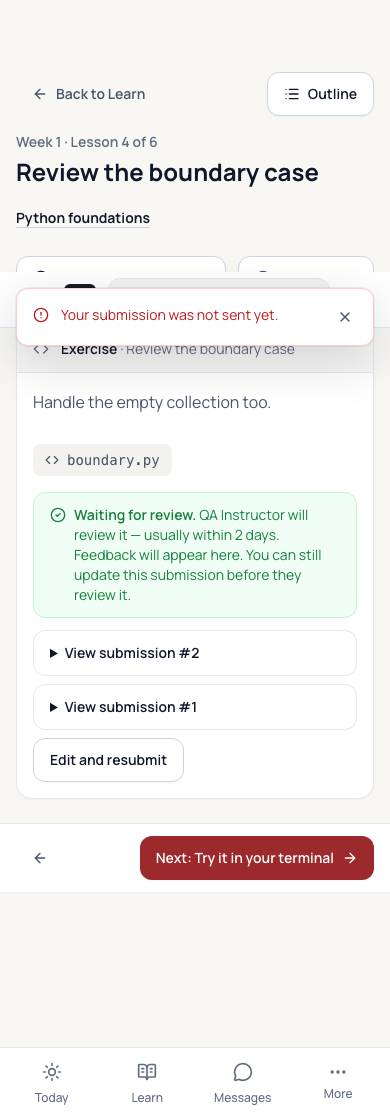 Back to Learn
Outline
Week 1 · Lesson 4 of 6
Review the boundary case
Python foundations
Your submission was not sent yet.
Exercise · Review the boundary case
Handle the empty collection too.
boundary.py
Waiting for review. QA Instructor will
review it — usually within 2 days.
Feedback will appear here. You can still
update this submission before they
review it.
View submission #2
View submission #1
Edit and resubmit
Next: Try it in your terminal
Today
Learn
Messages
More